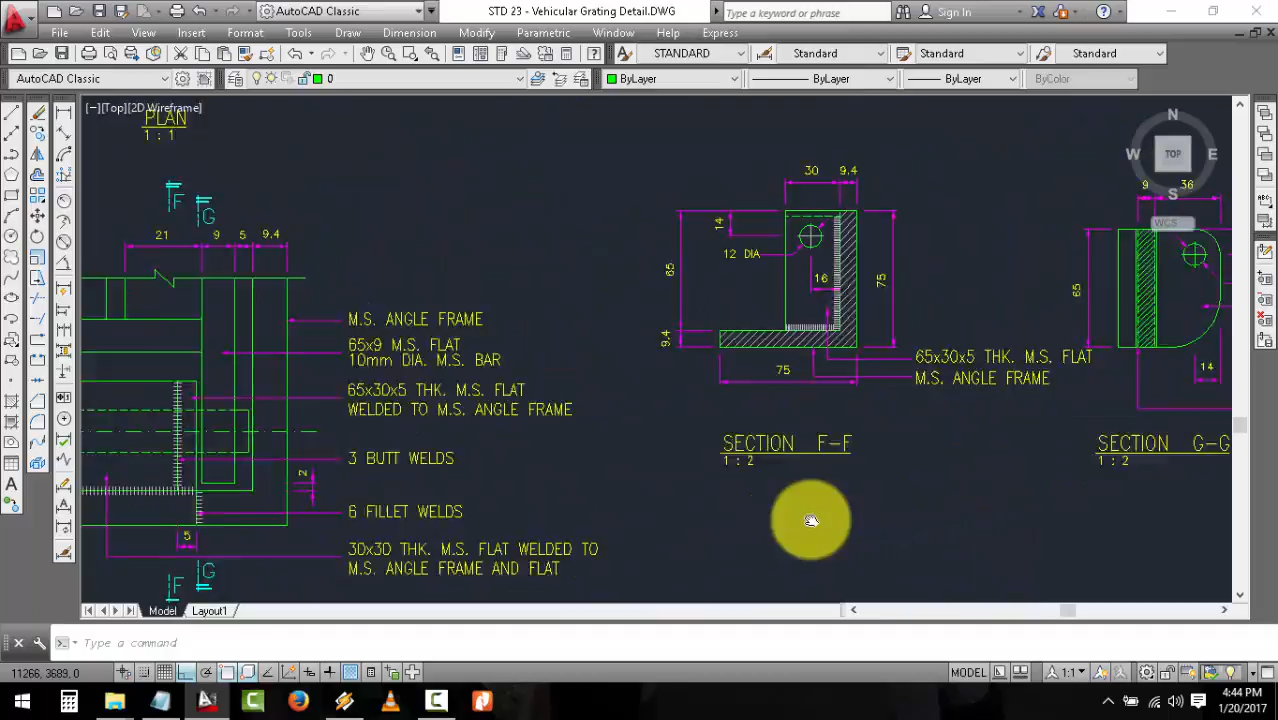 AutoCAD Classic
STD 23 - Vehicular Grating Detail.DWG
Type a keyword or phrase
Sign In
File Edit View Insert Format Tools Draw Dimension Modify Parametric Window Help Express
STANDARD
Standard
Standard
Standard
AutoCAD Classic
0
ByLayer
ByLayer
ByLayer
ByColor
[−][Top][2D Wireframe]
PLAN
1 : 1
F
G
21 9 5 9.4
M.S. ANGLE FRAME
65x9 M.S. FLAT
10mm DIA. M.S. BAR
65x30x5 THK. M.S. FLAT
WELDED TO M.S. ANGLE FRAME
3 BUTT WELDS
2
6 FILLET WELDS
5
30x30 THK. M.S. FLAT WELDED TO
M.S. ANGLE FRAME AND FLAT
F
G
30 9.4
14
12 DIA
65
16
75
9.4
75
65x30x5 THK. M.S. FLAT
M.S. ANGLE FRAME
SECTION F-F
1 : 2
N
W TOP E
S
WCS
9 36
65
14
SECTION G-G
1 : 2
Model Layout1
Type a command
11266, 3689, 0
MODEL
1:1
4:44 PM
1/20/2017